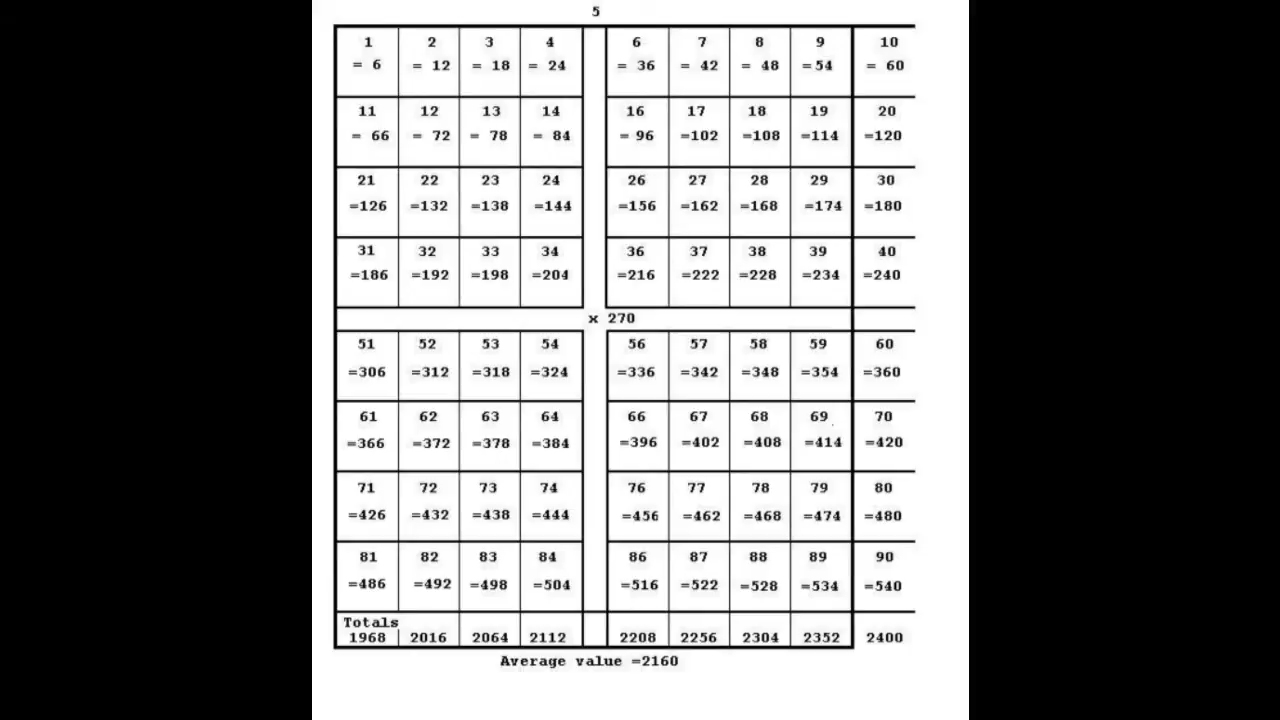 5
1 2 3 4 6 7 8 9 10
= 6 = 12 = 18 = 24 = 36 = 42 = 48 =54 = 60
11 12 13 14 16 17 18 19 20
= 66 = 72 = 78 = 84 = 96 =102 =108 =114 =120
21 22 23 24 26 27 28 29 30
=126 =132 =138 =144 =156 =162 =168 =174 =180
31 32 33 34 36 37 38 39 40
=186 =192 =198 =204 =216 =222 =228 =234 =240
x 270
51 52 53 54 56 57 58 59 60
=306 =312 =318 =324 =336 =342 =348 =354 =360
61 62 63 64 66 67 68 69 70
=366 =372 =378 =384 =396 =402 =408 =414 =420
71 72 73 74 76 77 78 79 80
=426 =432 =438 =444 =456 =462 =468 =474 =480
81 82 83 84 86 87 88 89 90
=486 =492 =498 =504 =516 =522 =528 =534 =540
Totals
1968 2016 2064 2112 2208 2256 2304 2352 2400
Average value =2160